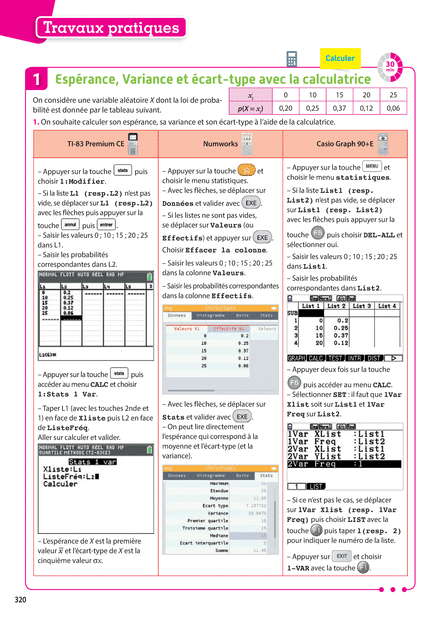 Travaux pratiques
Calculer
30
min
1 Espérance, Variance et écart-type avec la calculatrice
On considère une variable aléatoire X dont la loi de proba-
bilité est donnée par le tableau suivant.
xi 0 10 15 20 25
p(X = xi) 0,20 0,25 0,37 0,12 0,06
1. On souhaite calculer son espérance, sa variance et son écart-type à l'aide de la calculatrice.
TI-83 Premium CE
– Appuyer sur la touche stats puis
choisir 1:Modifier.
– Si la liste L1 (resp.L2) n'est pas
vide, se déplacer sur L1 (resp.L2)
avec les flèches puis appuyer sur la
touche annul puis entrer.
– Saisir les valeurs 0 ; 10 ; 15 ; 20 ; 25
dans L1.
– Saisir les probabilités
correspondantes dans L2.
NORMAL FLOTT AUTO RÉEL RAD MP
L1 L2 L3 L4 L5 2
0 0.2
10 0.25
15 0.37
20 0.12
25 0.06
L2(6)=
– Appuyer sur la touche stats puis
accéder au menu CALC et choisir
1:Stats 1 Var.
– Taper L1 (avec les touches 2nde et
1) en face de Xliste puis L2 en face
de ListeFréq.
Aller sur calculer et valider.
NORMAL FLOTT AUTO RÉEL RAD MP
Stats 1 var
Xliste:L1
ListeFréq:L2
Calculer
– L'espérance de X est la première
valeur x et l'écart-type de X est la
cinquième valeur σx.
Numworks
– Appuyer sur la touche et
choisir le menu statistiques.
– Avec les flèches, se déplacer sur
Données et valider avec EXE.
– Si les listes ne sont pas vides,
se déplacer sur Valeurs (ou
Effectifs) et appuyer sur EXE.
Choisir Effacer la colonne.
– Saisir les valeurs 0 ; 10 ; 15 ; 20 ; 25
dans la colonne Valeurs.
– Saisir les probabilités correspondantes
dans la colonne Effectifs.
Données Histogramme Boîte Stats
Valeurs V1 Effectifs N1 Valeurs
0 0.2
10 0.25
15 0.37
20 0.12
25 0.06
– Avec les flèches, se déplacer sur
Stats et valider avec EXE.
– On peut lire directement
l'espérance qui correspond à la
moyenne et l'écart-type (et la
variance).
Données Histogramme Boîte Stats
Maximum 25
Etendue 25
Moyenne 11.95
Ecart type
Variance
Premier quartile 10
Troisième quartile 15
Médiane 15
Ecart interquartile 5
Somme 11.95
Casio Graph 90+E
– Appuyer sur la touche MENU et
choisir le menu statistiques.
– Si la liste List1 (resp.
List2) n'est pas vide, se déplacer
sur List1 (resp. List2)
avec les flèches puis appuyer sur la
touche F6 puis choisir DEL-ALL et
sélectionner oui.
– Saisir les valeurs 0 ; 10 ; 15 ; 20 ; 25
dans List1.
– Saisir les probabilités
correspondantes dans List2.
List 1 List 2 List 3 List 4
SUB
1 0 0.2
2 10 0.25
3 15 0.37
4 20 0.12
GRAPH CALC TEST INTR DIST
– Appuyer deux fois sur la touche
F6 puis accéder au menu CALC.
– Sélectionner SET : il faut que 1Var
Xlist soit sur List1 et 1Var
Freq sur List2.
1Var XList :List1
1Var Freq :List2
2Var XList :List1
2Var YList :List2
2Var Freq :1
1 LIST
– Si ce n'est pas le cas, se déplacer
sur 1Var Xlist (resp. 1Var
Freq) puis choisir LIST avec la
touche puis taper 1(resp. 2)
pour indiquer le numéro de la liste.
– Appuyer sur EXIT et choisir
1-VAR avec la touche .
320